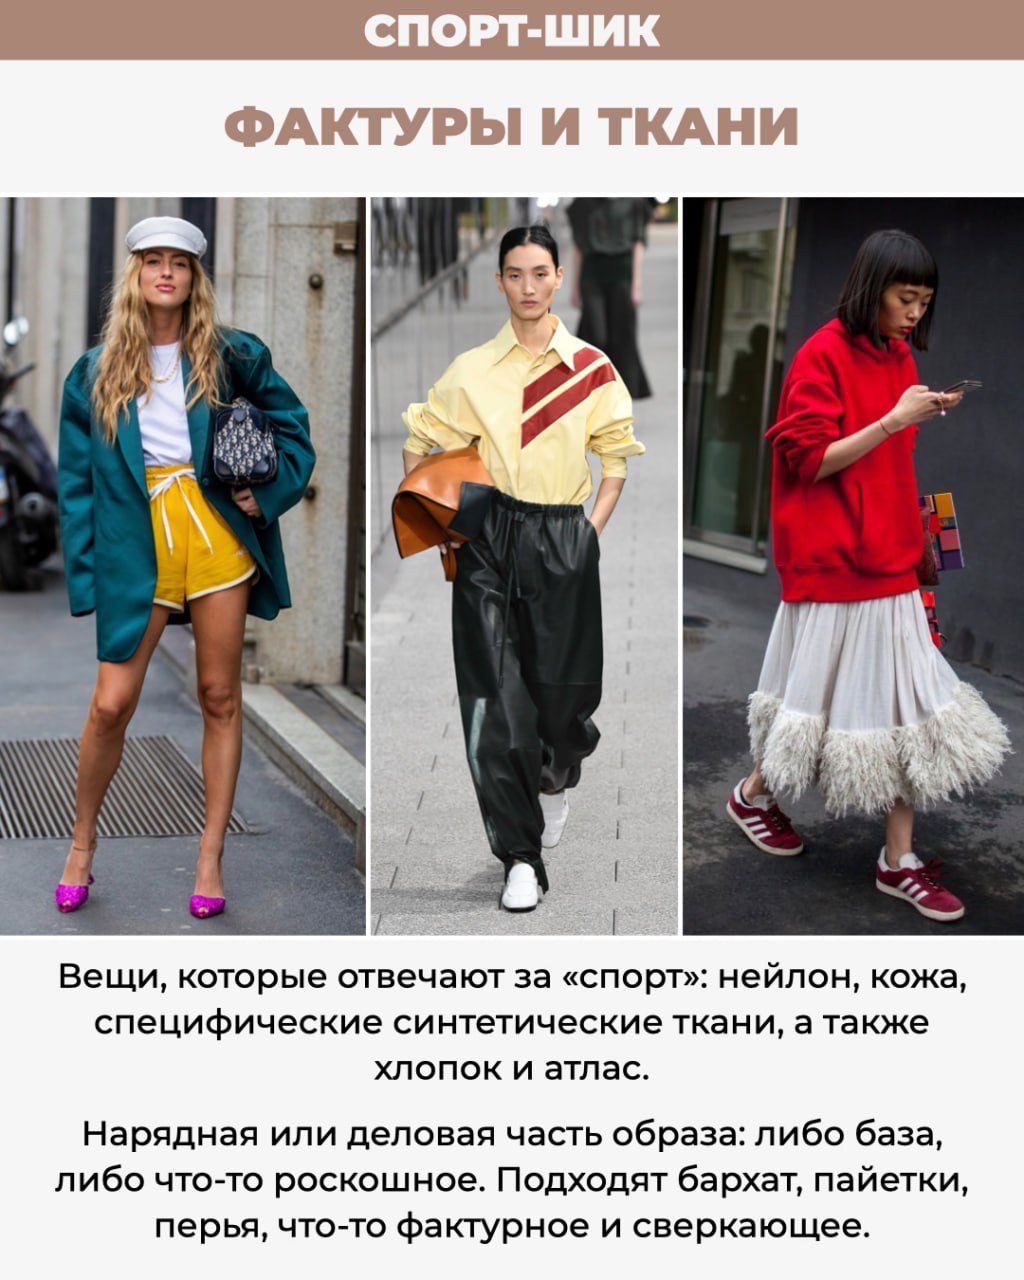 СПОРТ-ШИК
ФАКТУРЫ И ТКАНИ
Вещи, которые отвечают за «спорт»: нейлон, кожа,
специфические синтетические ткани, а также
хлопок и атлас.
Нарядная или деловая часть образа: либо база,
либо что-то роскошное. Подходят бархат, пайетки,
перья, что-то фактурное и сверкающее.